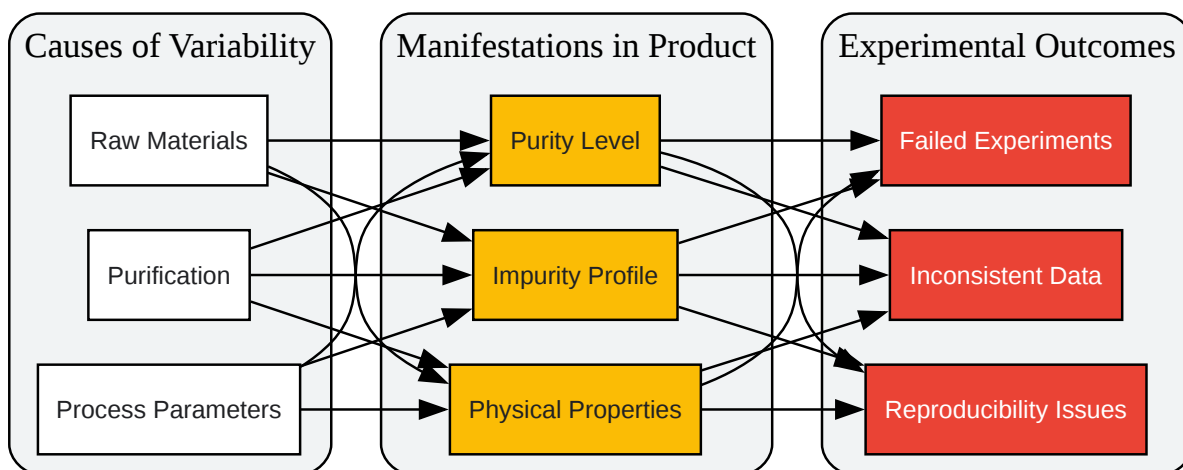 Causes of Variability
Manifestations in Product
Experimental Outcomes
Raw Materials
Purity Level
Failed Experiments
Purification
Impurity Profile
Inconsistent Data
Process Parameters
Physical Properties
Reproducibility Issues